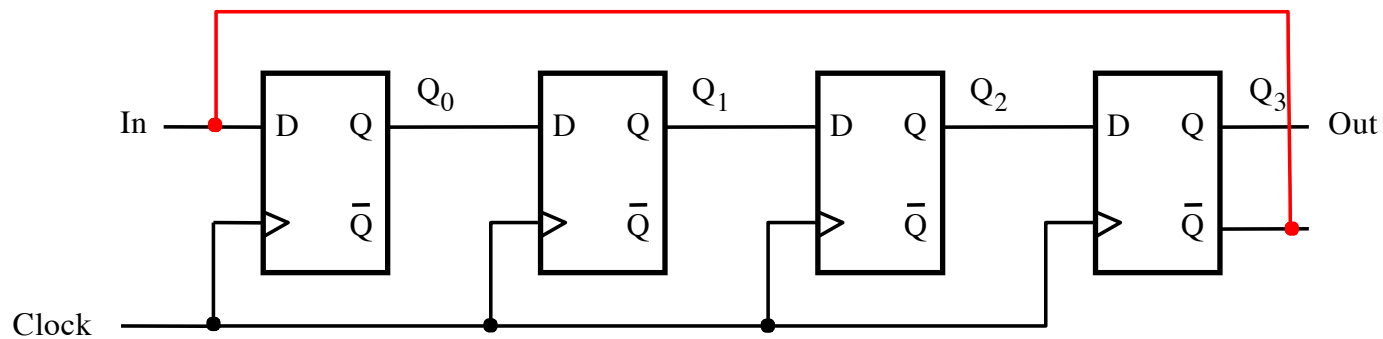 Q0 Q1 Q2 Q3
In D Q D Q D Q D Q Out
Q̅ Q̅ Q̅ Q̅
Clock